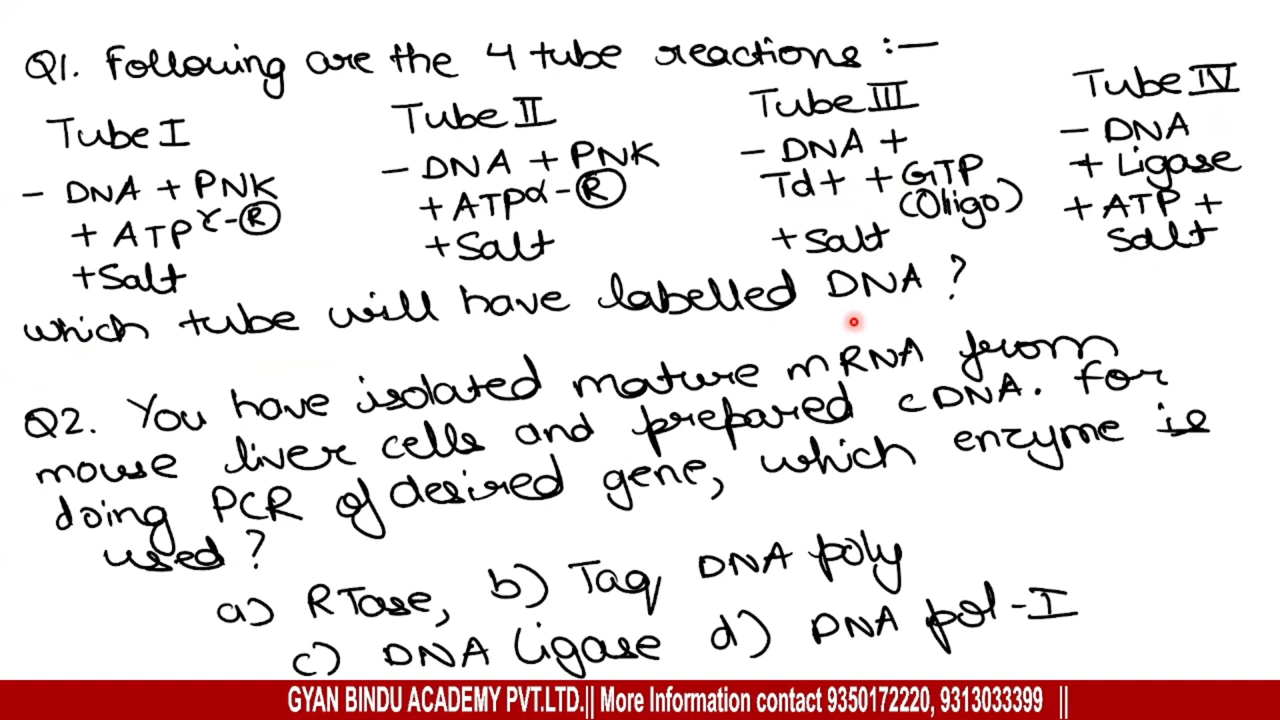 Q1. Following are the 4 tube reactions :-
Tube I
- DNA + PNK
+ ATP γ-Ⓡ
+ Salt
Tube II
- DNA + PNK
+ ATP α-Ⓡ
+ Salt
Tube III
- DNA +
Td+ + GTP
(Oligo)
+ Salt
Tube IV
- DNA
+ Ligase
+ ATP +
Salt
which tube will have labelled DNA ?
Q2. You have isolated mature mRNA from
mouse liver cells and prepared cDNA. For
doing PCR of desired gene, which enzyme is
used ?
a) RTase, b) Taq DNA poly
c) DNA ligase d) DNA pol-I
GYAN BINDU ACADEMY PVT.LTD.|| More Information contact 9350172220, 9313033399 ||